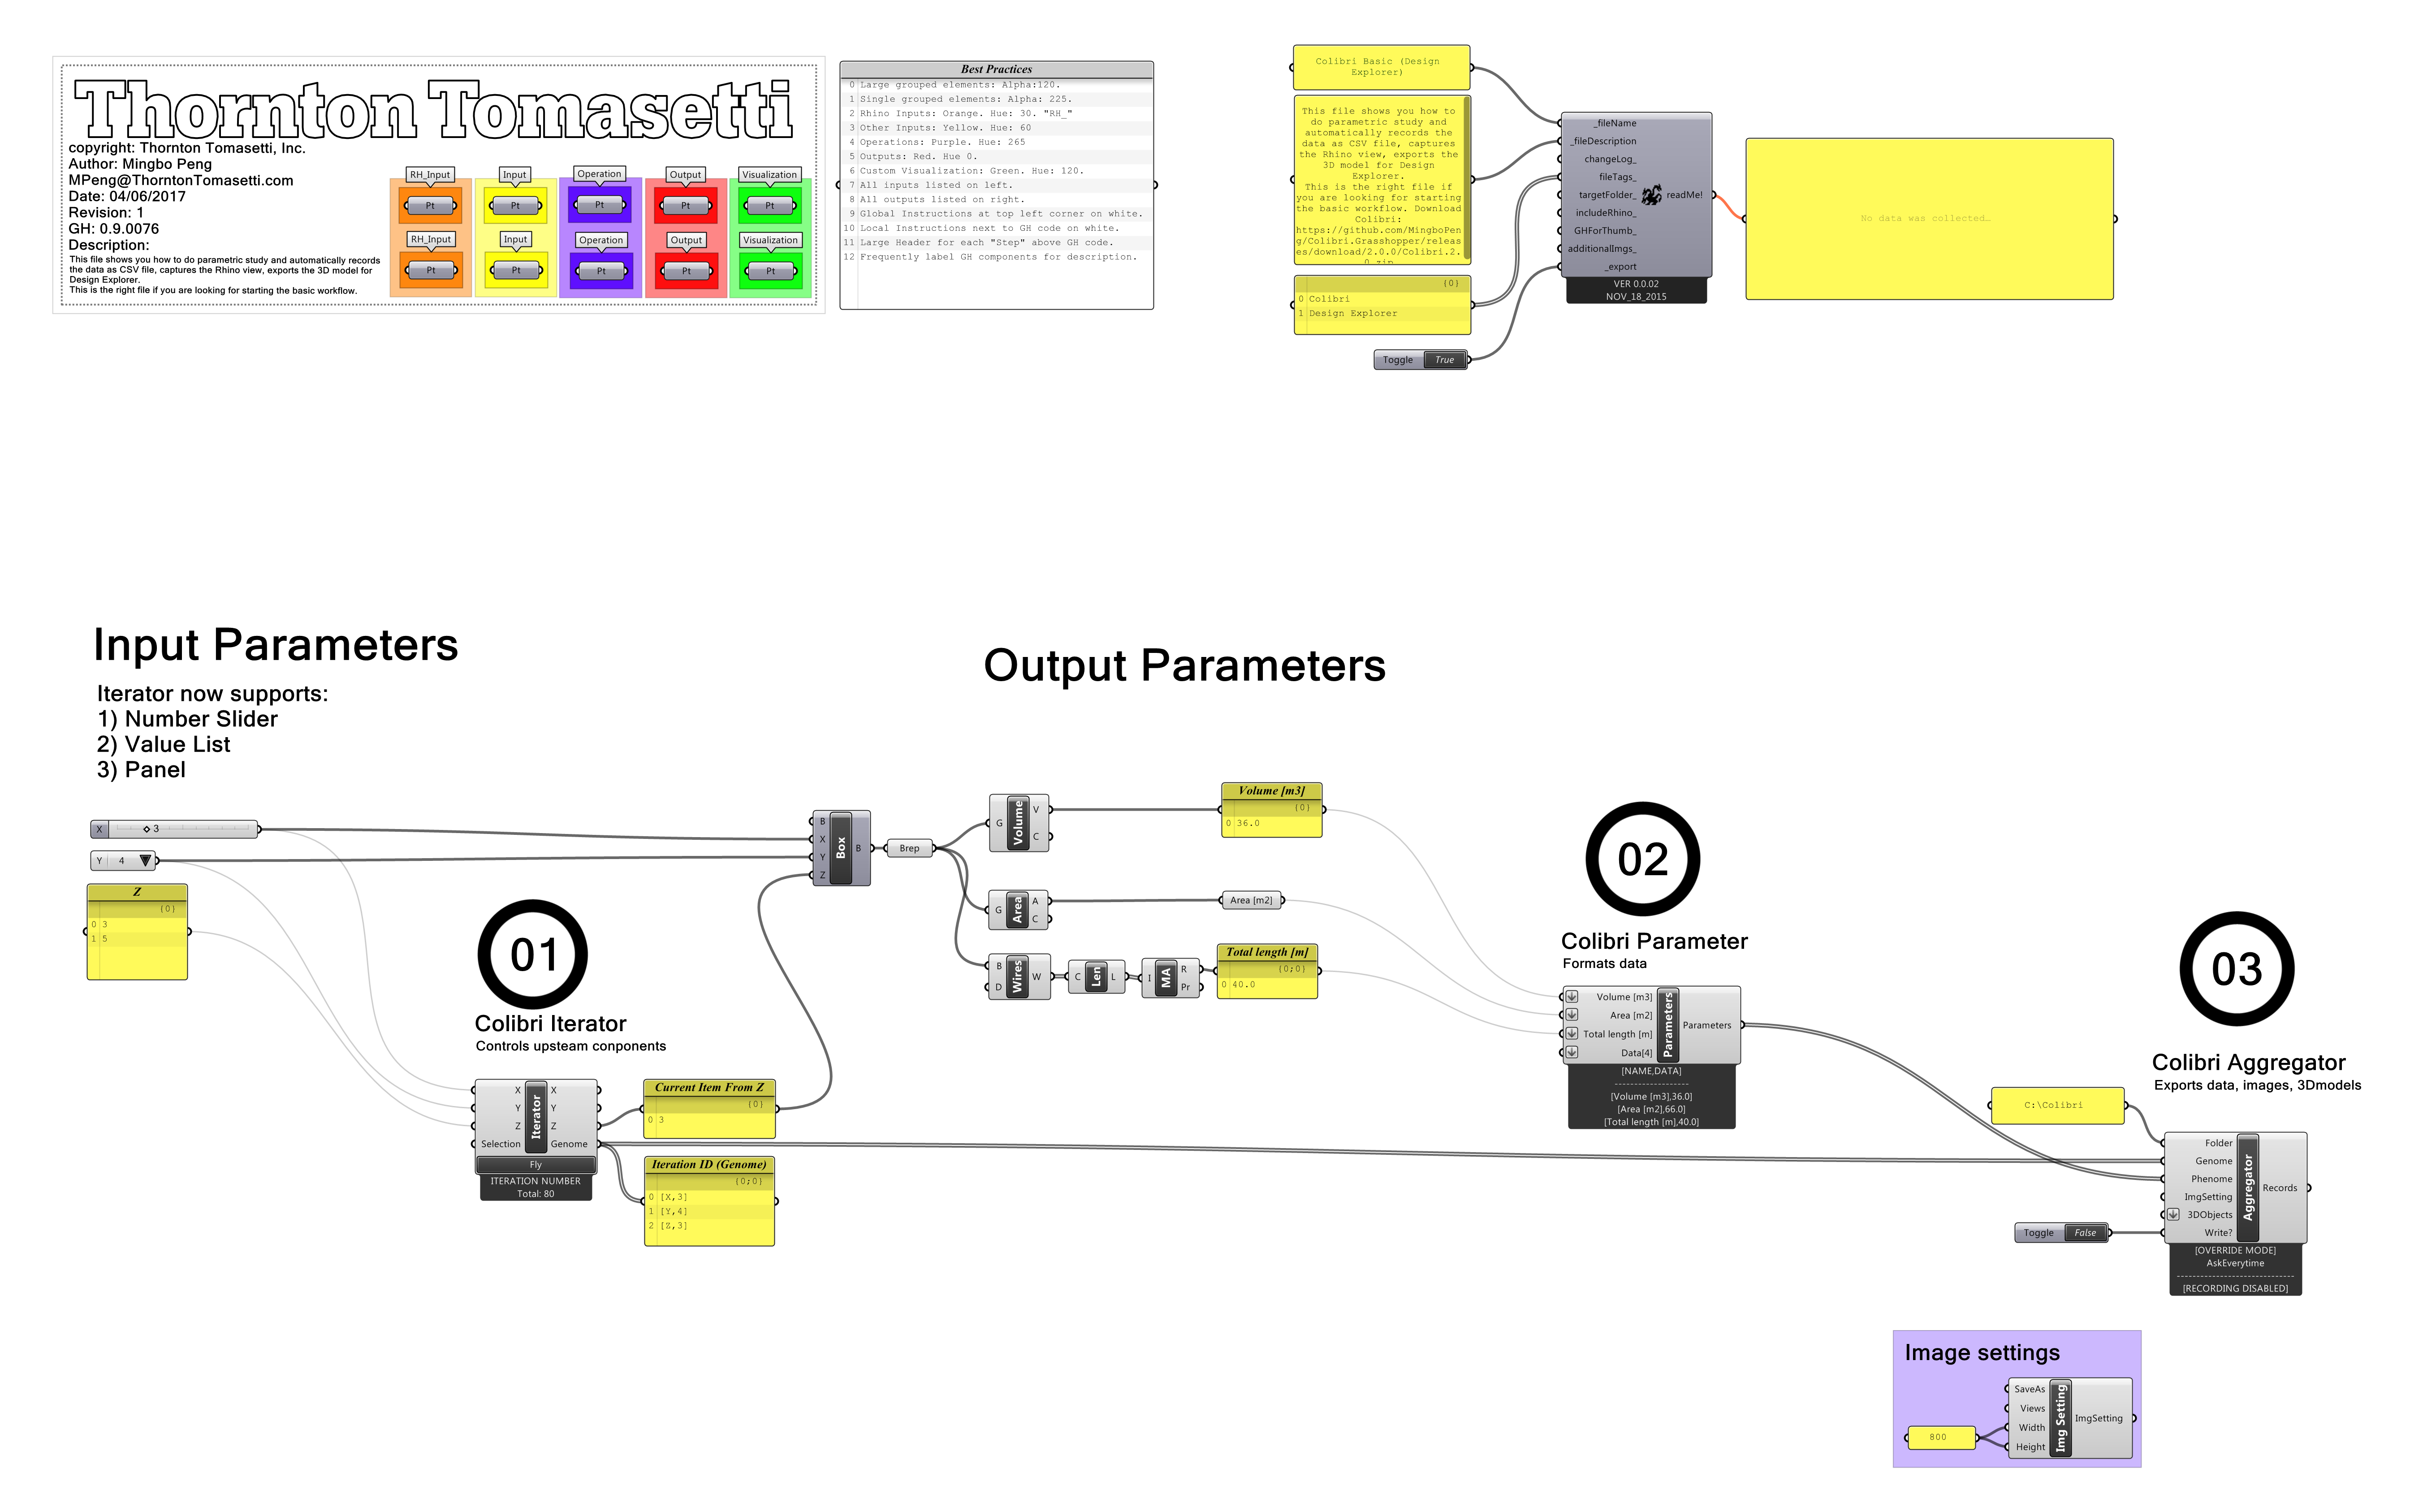 Thornton Tomasetti
copyright: Thornton Tomasetti, Inc.
Author: Mingbo Peng
MPeng@ThorntonTomasetti.com
Date: 04/06/2017
Revision: 1
GH: 0.9.0076
Description:
This file shows you how to do parametric study and automatically records
the data as CSV file, captures the Rhino view, exports the 3D model for
Design Explorer.
This is the right file if you are looking for starting the basic workflow.
RH_Input
Input
Operation
Output
Visualization
Pt
Pt
Pt
Pt
Pt
RH_Input
Input
Operation
Output
Visualization
Pt
Pt
Pt
Pt
Pt
Best Practices
0 Large grouped elements: Alpha:120.
1 Single grouped elements: Alpha: 225.
2 Rhino Inputs: Orange. Hue: 30. "RH_"
3 Other Inputs: Yellow. Hue: 60
4 Operations: Purple. Hue: 265
5 Outputs: Red. Hue 0.
6 Custom Visualization: Green. Hue: 120.
7 All inputs listed on left.
8 All outputs listed on right.
9 Global Instructions at top left corner on white.
10 Local Instructions next to GH code on white.
11 Large Header for each "Step" above GH code.
12 Frequently label GH components for description.
Colibri Basic (Design
Explorer)
This file shows you how to
do parametric study and
automatically records the
data as CSV file, captures
the Rhino view, exports the
3D model for Design
Explorer.
This is the right file if
you are looking for starting
the basic workflow. Download
Colibri:
https://github.com/MingboPen
g/Colibri.Grasshopper/releas
es/download/2.0.0/Colibri.2.
0.zip
{0}
0 Colibri
1 Design Explorer
Toggle True
_fileName
_fileDescription
changeLog_
fileTags_
targetFolder_
includeRhino_
GHForThumb_
additionalImgs_
_export
readMe!
VER 0.0.02
NOV_18_2015
No data was collected…
Input Parameters
Iterator now supports:
1) Number Slider
2) Value List
3) Panel
X 3
Y 4
Z
{0}
0 3
1 5
01
Colibri Iterator
Controls upsteam conponents
X
Y
Z
Selection
Iterator
X
Y
Z
Genome
Fly
ITERATION NUMBER
Total: 80
Current Item From Z
{0}
0 3
Iteration ID (Genome)
{0;0}
0 [X,3]
1 [Y,4]
2 [Z,3]
Output Parameters
B
X
Y
Z
Box
B
Brep
G
Volume
V
C
Volume [m3]
{0}
0 36.0
G
Area
A
C
Area [m2]
B
D
Wires
W
C
Len
L
I
MA
R
Pr
Total length [m]
{0;0}
0 40.0
02
Colibri Parameter
Formats data
Volume [m3]
Area [m2]
Total length [m]
Data[4]
Parameters
Parameters
[NAME,DATA]
--------------------
[Volume [m3],36.0]
[Area [m2],66.0]
[Total length [m],40.0]
03
Colibri Aggregator
Exports data, images, 3Dmodels
C:\Colibri
Folder
Genome
Phenome
ImgSetting
3DObjects
Write?
Aggregator
Records
Toggle False
[OVERRIDE MODE]
AskEverytime
------------------------------
[RECORDING DISABLED]
Image settings
SaveAs
Views
Width
Height
Img Setting
ImgSetting
800